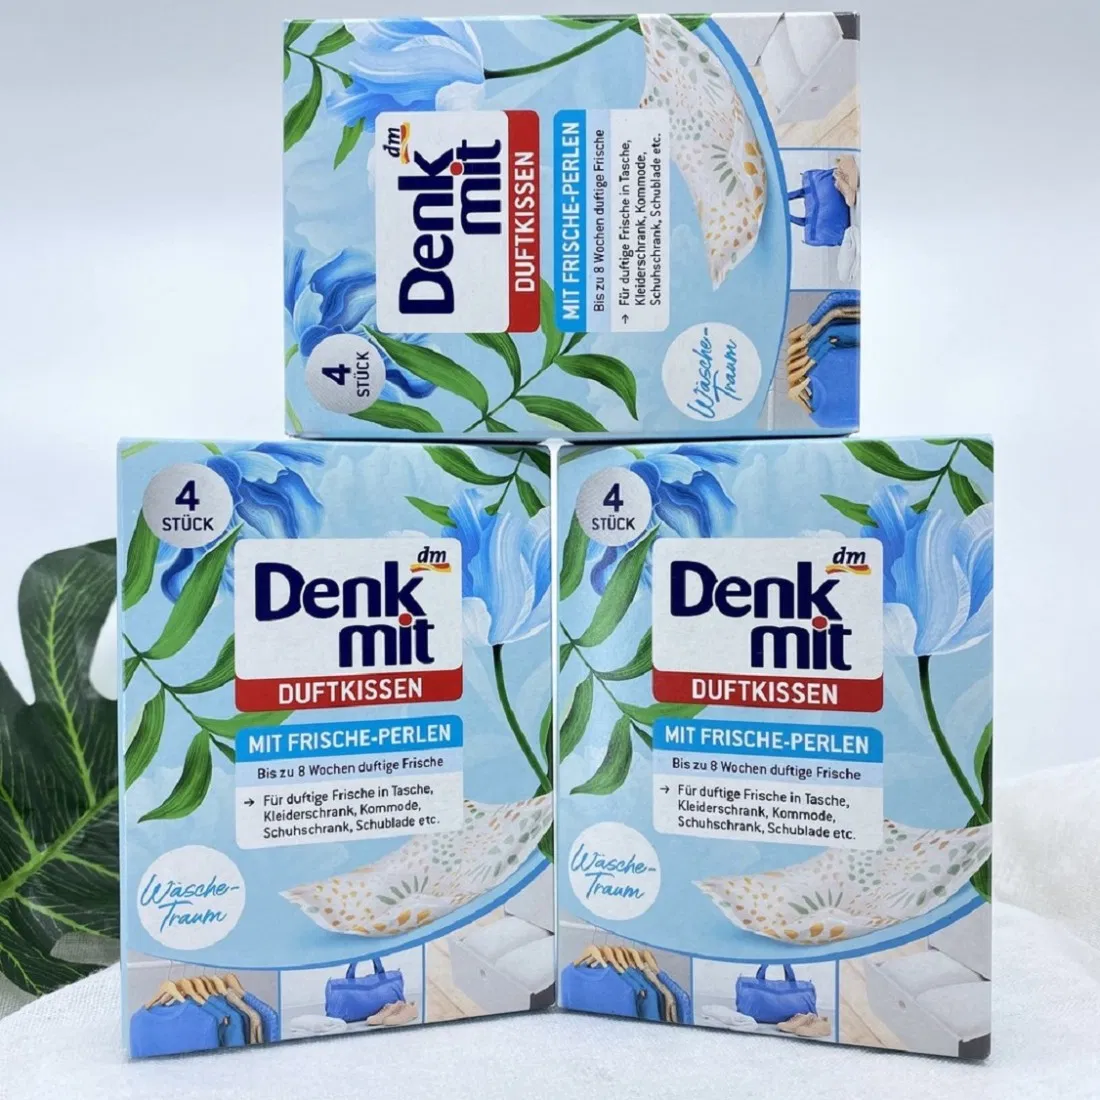 4
STÜCK
dm
Denk
mit
DUFTKISSEN
MIT FRISCHE-PERLEN
Bis zu 8 Wochen duftige Frische
→ Für duftige Frische in Tasche,
Kleiderschrank, Kommode,
Schuhschrank, Schublade etc.
Wäsche-
Traum
4
STÜCK
dm
Denk
mit
DUFTKISSEN
MIT FRISCHE-PERLEN
Bis zu 8 Wochen duftige Frische
→ Für duftige Frische in Tasche,
Kleiderschrank, Kommode,
Schuhschrank, Schublade etc.
Wäsche-
Traum
4
STÜCK
dm
Denk
mit
DUFTKISSEN
MIT FRISCHE-PERLEN
Bis zu 8 Wochen duftige Frische
→ Für duftige Frische in Tasche,
Kleiderschrank, Kommode,
Schuhschrank, Schublade etc.
Wäsche-
Traum